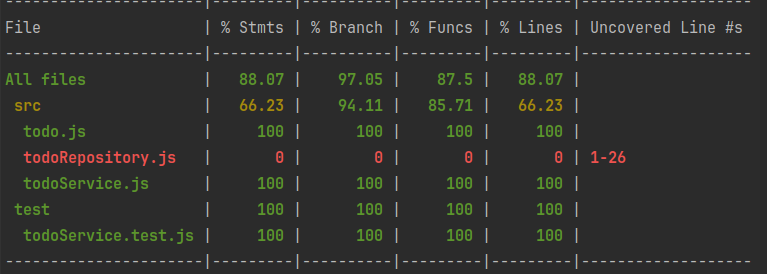 -----------------------|---------|----------|---------|---------|-------------------
File                   | % Stmts | % Branch | % Funcs | % Lines | Uncovered Line #s
-----------------------|---------|----------|---------|---------|-------------------
All files              |   88.07 |    97.05 |    87.5 |   88.07 |
 src                   |   66.23 |    94.11 |   85.71 |   66.23 |
  todo.js              |     100 |      100 |     100 |     100 |
  todoRepository.js    |       0 |        0 |       0 |       0 | 1-26
  todoService.js       |     100 |      100 |     100 |     100 |
 test                  |     100 |      100 |     100 |     100 |
  todoService.test.js |     100 |      100 |     100 |     100 |
-----------------------|---------|----------|---------|---------|-------------------